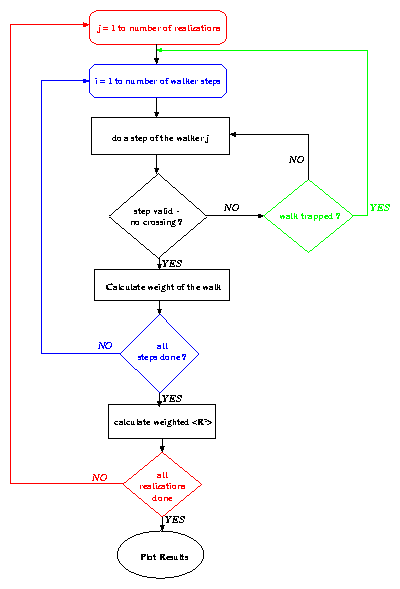 j = 1 to number of realizations
i = 1 to number of walker steps
do a step of the walker j
NO
step valid -
no crossing ?
NO
walk trapped ?
YES
YES
Calculate weight of the walk
NO
all
steps done ?
YES
calculate weighted <R²>
NO
all
realizations
done
YES
Plot Results